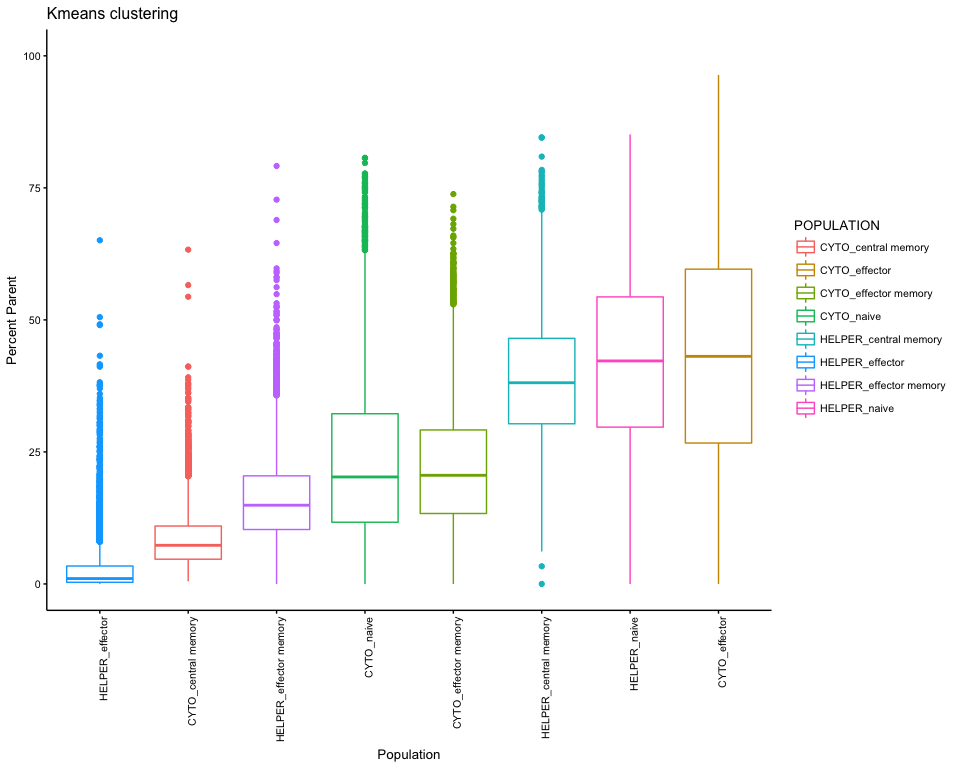 Kmeans clustering
Percent Parent
100
75
50
25
0
HELPER_effector
CYTO_central memory
HELPER_effector memory
CYTO_naive
CYTO_effector memory
HELPER_central memory
HELPER_naive
CYTO_effector
Population
POPULATION
CYTO_central memory
CYTO_effector
CYTO_effector memory
CYTO_naive
HELPER_central memory
HELPER_effector
HELPER_effector memory
HELPER_naive